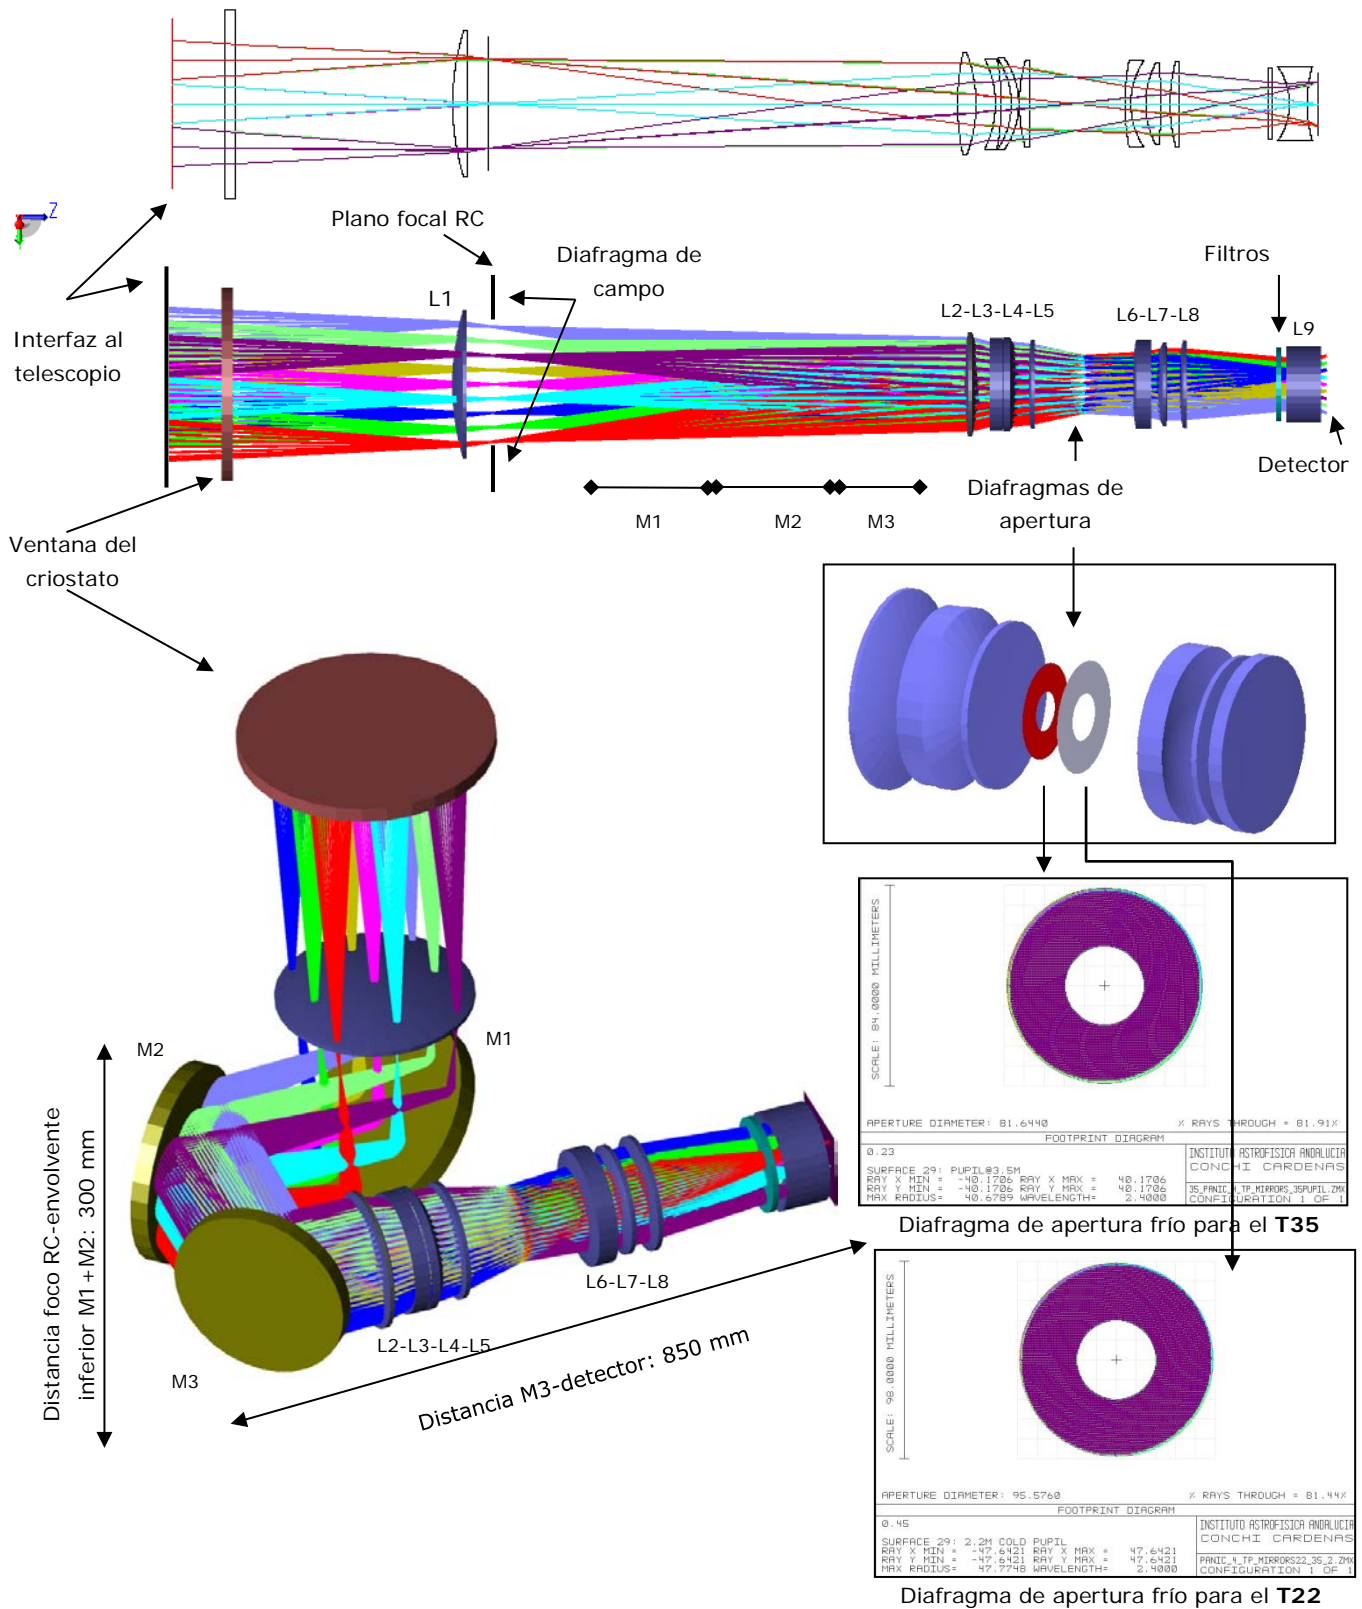 Z
Plano focal RC
Diafragma de
campo
Filtros
L1
L2-L3-L4-L5
L6-L7-L8
L9
Interfaz al
telescopio
Detector
M1
M2
M3
Diafragmas de
apertura
Ventana del
criostato
M2
M1
M3
L2-L3-L4-L5
L6-L7-L8
Distancia foco RC-envolvente
inferior M1+M2: 300 mm
Distancia M3-detector: 850 mm
SCALE: 84.0000 MILLIMETERS
APERTURE DIAMETER: 81.6440 % RAYS THROUGH = 81.91%
FOOTPRINT DIAGRAM
0.23
SURFACE 29: PUPIL@3.5M
RAY X MIN = -40.1706 RAY X MAX = 40.1706
RAY Y MIN = -40.1706 RAY Y MAX = 40.1706
MAX RADIUS= 40.6789 WAVELENGTH= 2.4000
INSTITUTO ASTROFISICA ANDALUCIA
CONCHI CARDENAS
35_PANIC_4_TP_MIRRORS_35PUPIL.ZMX
CONFIGURATION 1 OF 1
Diafragma de apertura frío para el T35
SCALE: 98.0000 MILLIMETERS
APERTURE DIAMETER: 95.5760 % RAYS THROUGH = 81.44%
FOOTPRINT DIAGRAM
0.45
SURFACE 29: 2.2M COLD PUPIL
RAY X MIN = -47.6421 RAY X MAX = 47.6421
RAY Y MIN = -47.6421 RAY Y MAX = 47.6421
MAX RADIUS= 47.7748 WAVELENGTH= 2.4000
INSTITUTO ASTROFISICA ANDALUCIA
CONCHI CARDENAS
PANIC_4_TP_MIRRORS22_35_2.ZMX
CONFIGURATION 1 OF 1
Diafragma de apertura frío para el T22